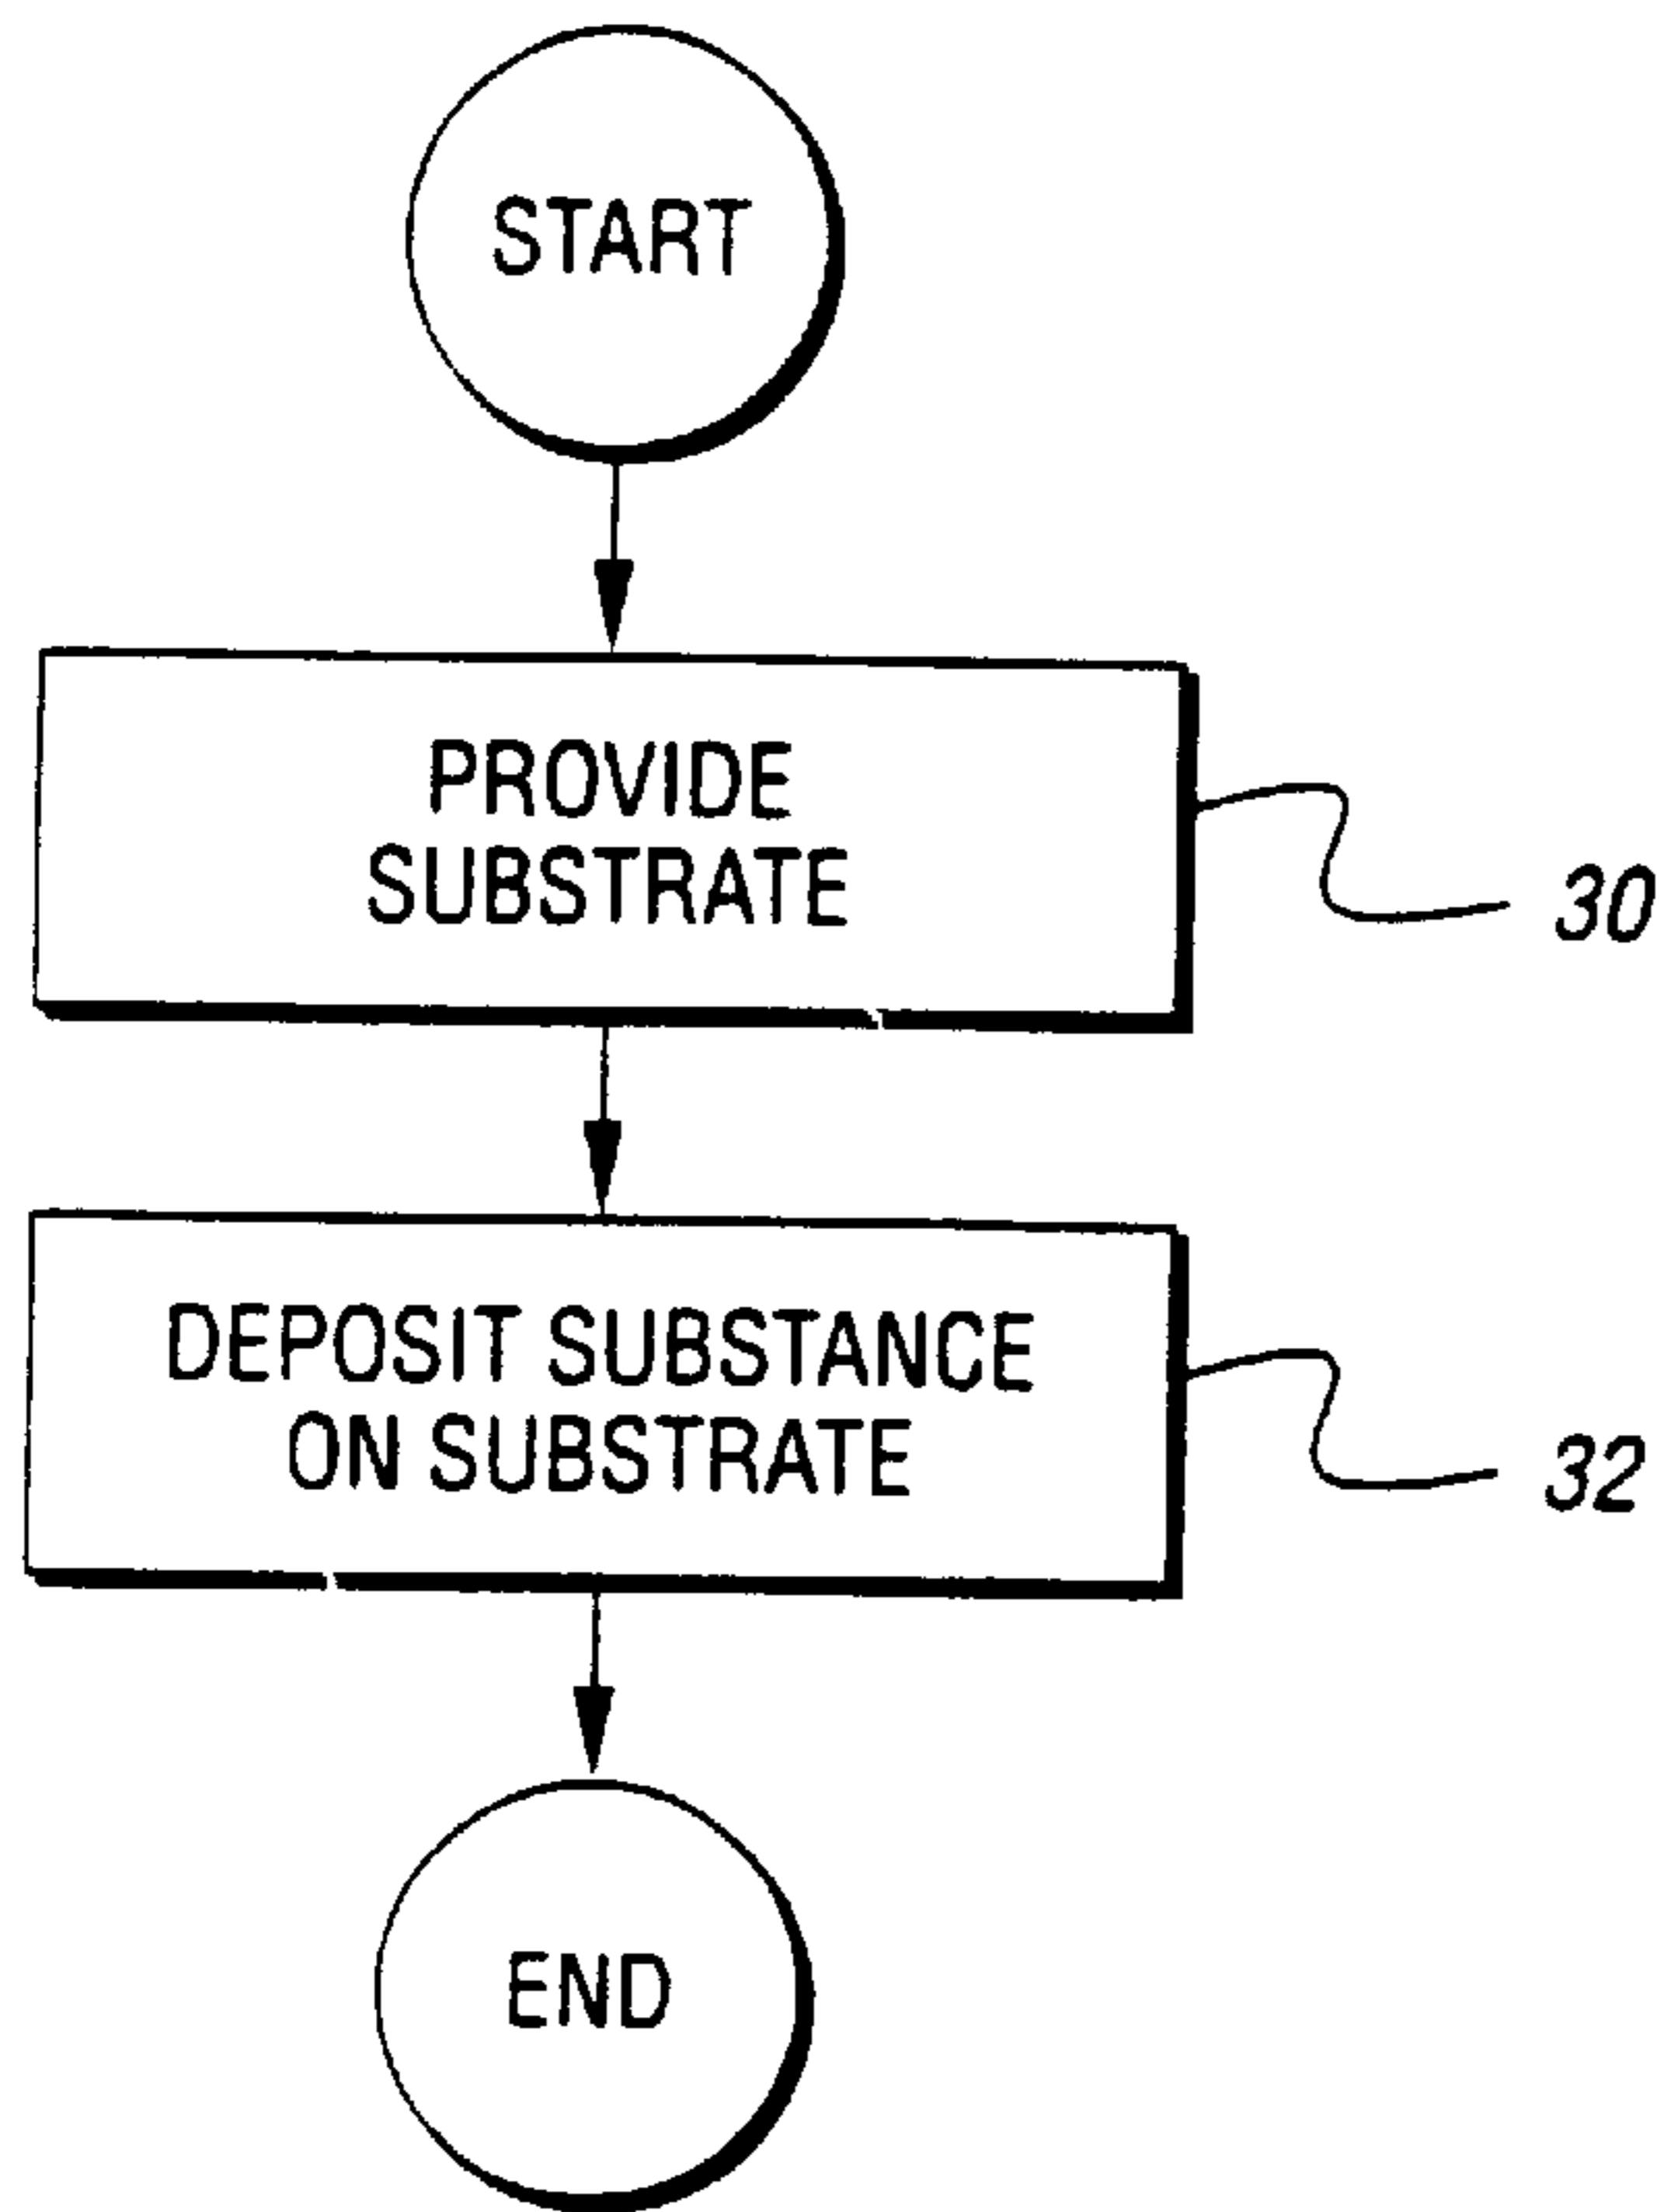 START
PROVIDE
SUBSTRATE
30
DEPOSIT SUBSTANCE
ON SUBSTRATE
32
END